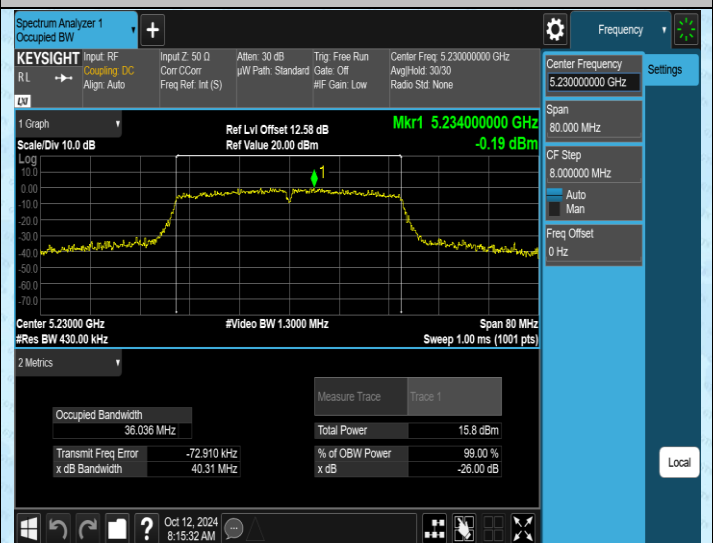 Spectrum Analyzer 1
Occupied BW
+
Frequency
KEYSIGHT
RL
LXI
Input: RF
Coupling: DC
Align: Auto
Input Z: 50 Ω
Corr CCorr
Freq Ref: Int (S)
Atten: 30 dB
µW Path: Standard
Trig: Free Run
Gate: Off
#IF Gain: Low
Center Freq: 5.230000000 GHz
Avg|Hold: 30/30
Radio Std: None
Center Frequency
5.230000000 GHz
Settings
Span
80.000 MHz
CF Step
8.000000 MHz
Auto
Man
Freq Offset
0 Hz
1 Graph
Scale/Div 10.0 dB
Ref Lvl Offset 12.58 dB
Ref Value 20.00 dBm
Mkr1 5.234000000 GHz
-0.19 dBm
Log
10.0
0.00
-10.0
-20.0
-30.0
-40.0
-50.0
-60.0
-70.0
1
Center 5.23000 GHz
#Res BW 430.00 kHz
#Video BW 1.3000 MHz
Span 80 MHz
Sweep 1.00 ms (1001 pts)
2 Metrics
Measure Trace
Trace 1
Occupied Bandwidth
36.036 MHz
Total Power
15.8 dBm
Transmit Freq Error
-72.910 kHz
% of OBW Power
99.00 %
x dB Bandwidth
40.31 MHz
x dB
-26.00 dB
Local
?
Oct 12, 2024
8:15:32 AM